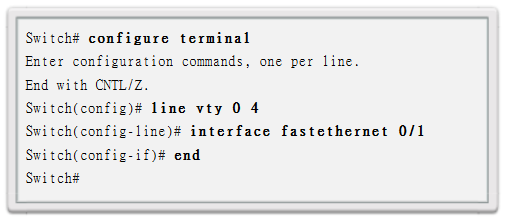 Switch# configure terminal
Enter configuration commands, one per line.
End with CNTL/Z.
Switch(config)# line vty 0 4
Switch(config-line)# interface fastethernet 0/1
Switch(config-if)# end
Switch#